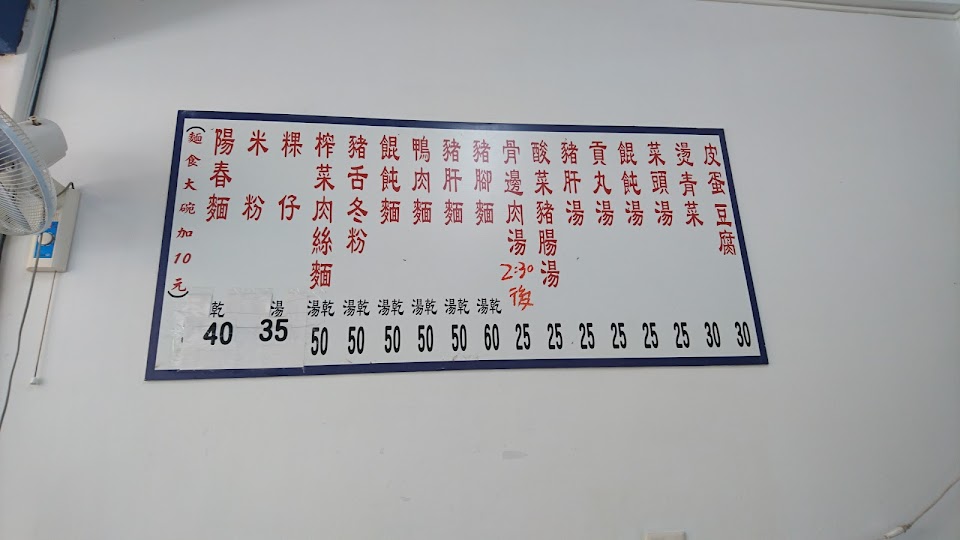 (麵食大碗加10元)
陽春麵
米粉
粿仔
榨菜肉絲麵
豬舌冬粉
餛飩麵
鴨肉麵
豬肝麵
豬腳麵
骨邊肉湯
2:30後
酸菜豬腸湯
豬肝湯
貢丸湯
餛飩湯
菜頭湯
燙青菜
皮蛋豆腐
乾 湯 湯乾 湯乾 湯乾 湯乾 湯乾 湯乾
40 35 50 50 50 50 50 60 25 25 25 25 25 25 30 30